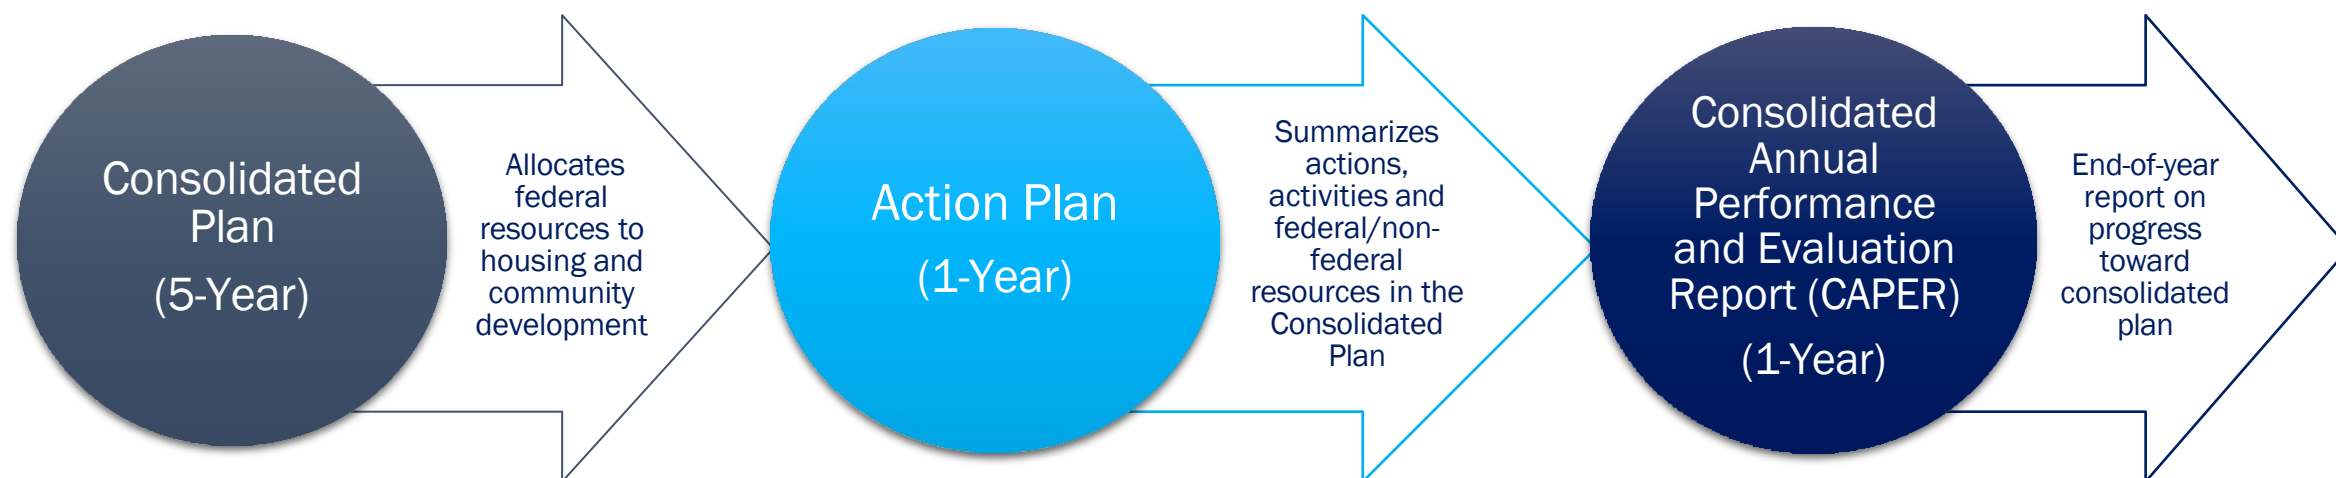 Consolidated
Plan
(5-Year)
Allocates
federal
resources to
housing and
community
development
Action Plan
(1-Year)
Summarizes
actions,
activities and
federal/non-
federal
resources in the
Consolidated
Plan
Consolidated
Annual
Performance
and Evaluation
Report (CAPER)
(1-Year)
End-of-year
report on
progress
toward
consolidated
plan